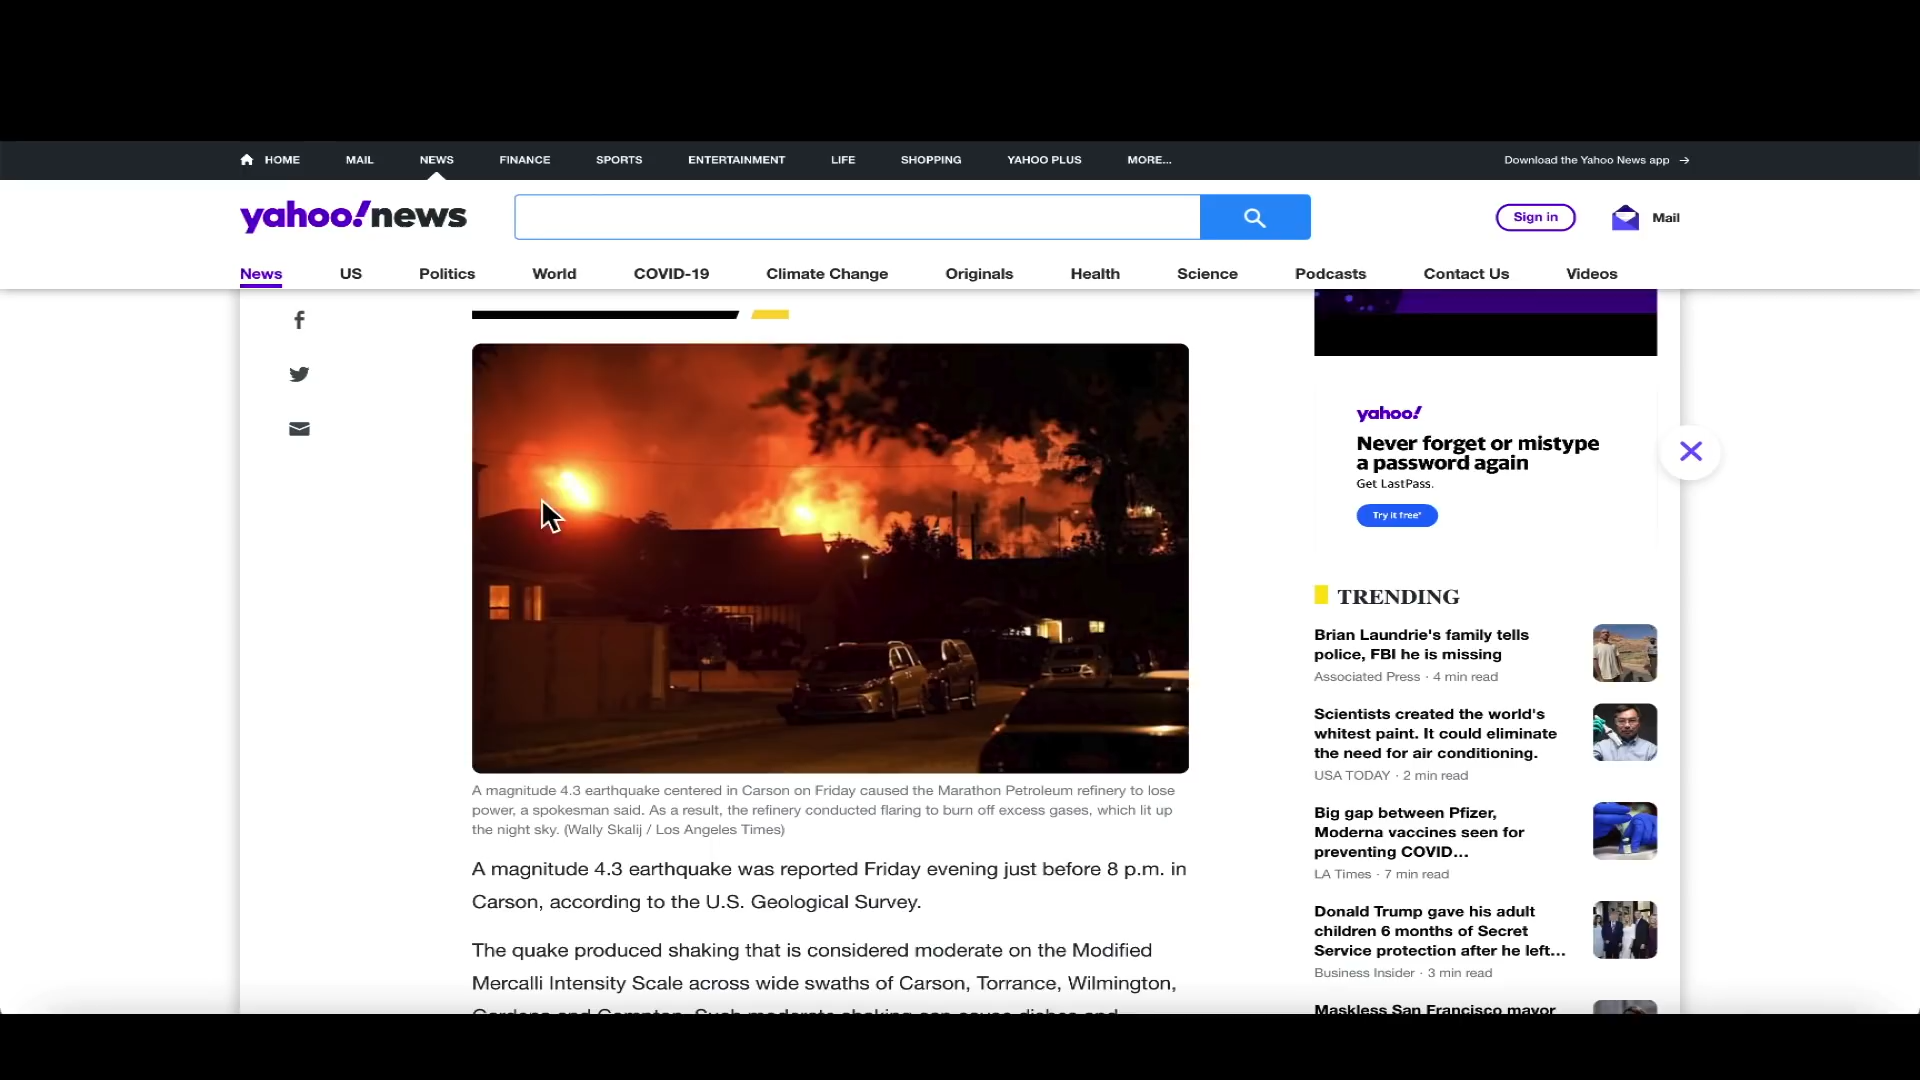 HOME MAIL NEWS FINANCE SPORTS ENTERTAINMENT LIFE SHOPPING YAHOO PLUS MORE... Download the Yahoo News app →
yahoo!news
Sign in
Mail
News US Politics World COVID-19 Climate Change Originals Health Science Podcasts Contact Us Videos
A magnitude 4.3 earthquake centered in Carson on Friday caused the Marathon Petroleum refinery to lose
power, a spokesman said. As a result, the refinery conducted flaring to burn off excess gases, which lit up
the night sky. (Wally Skalij / Los Angeles Times)
A magnitude 4.3 earthquake was reported Friday evening just before 8 p.m. in
Carson, according to the U.S. Geological Survey.
The quake produced shaking that is considered moderate on the Modified
Mercalli Intensity Scale across wide swaths of Carson, Torrance, Wilmington,
yahoo!
Never forget or mistype
a password again
Get LastPass.
Try it free*
TRENDING
Brian Laundrie's family tells
police, FBI he is missing
Associated Press · 4 min read
Scientists created the world's
whitest paint. It could eliminate
the need for air conditioning.
USA TODAY · 2 min read
Big gap between Pfizer,
Moderna vaccines seen for
preventing COVID...
LA Times · 7 min read
Donald Trump gave his adult
children 6 months of Secret
Service protection after he left...
Business Insider · 3 min read
Maskless San Francisco mayor